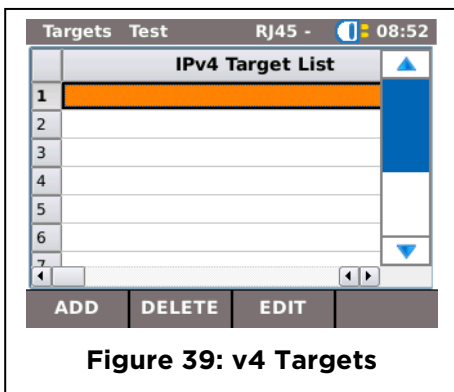 Targets Test RJ45 - 08:52
IPv4 Target List
1
2
3
4
5
6
7
ADD DELETE EDIT
Figure 39: v4 Targets